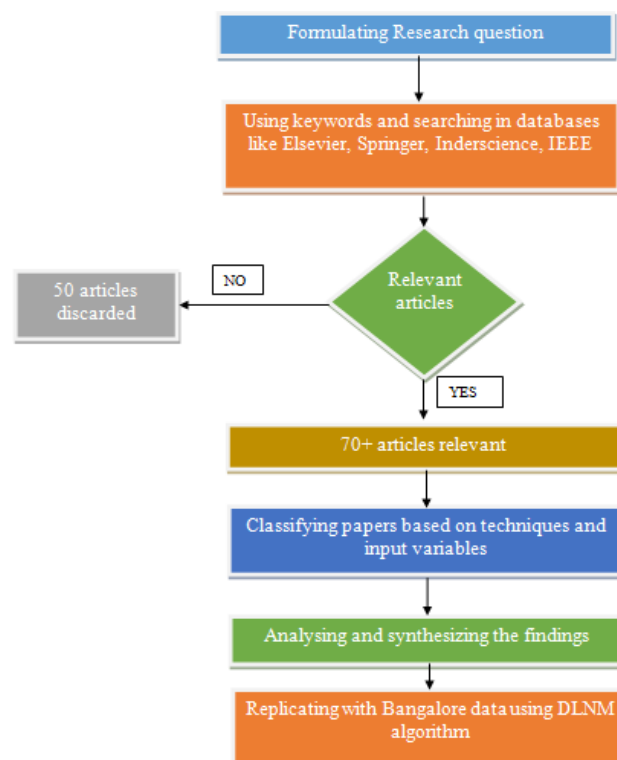 Formulating Research question
Using keywords and searching in databases
like Elsevier, Springer, Inderscience, IEEE
Relevant
articles
NO
50 articles
discarded
YES
70+ articles relevant
Classifying papers based on techniques and
input variables
Analysing and synthesizing the findings
Replicating with Bangalore data using DLNM
algorithm